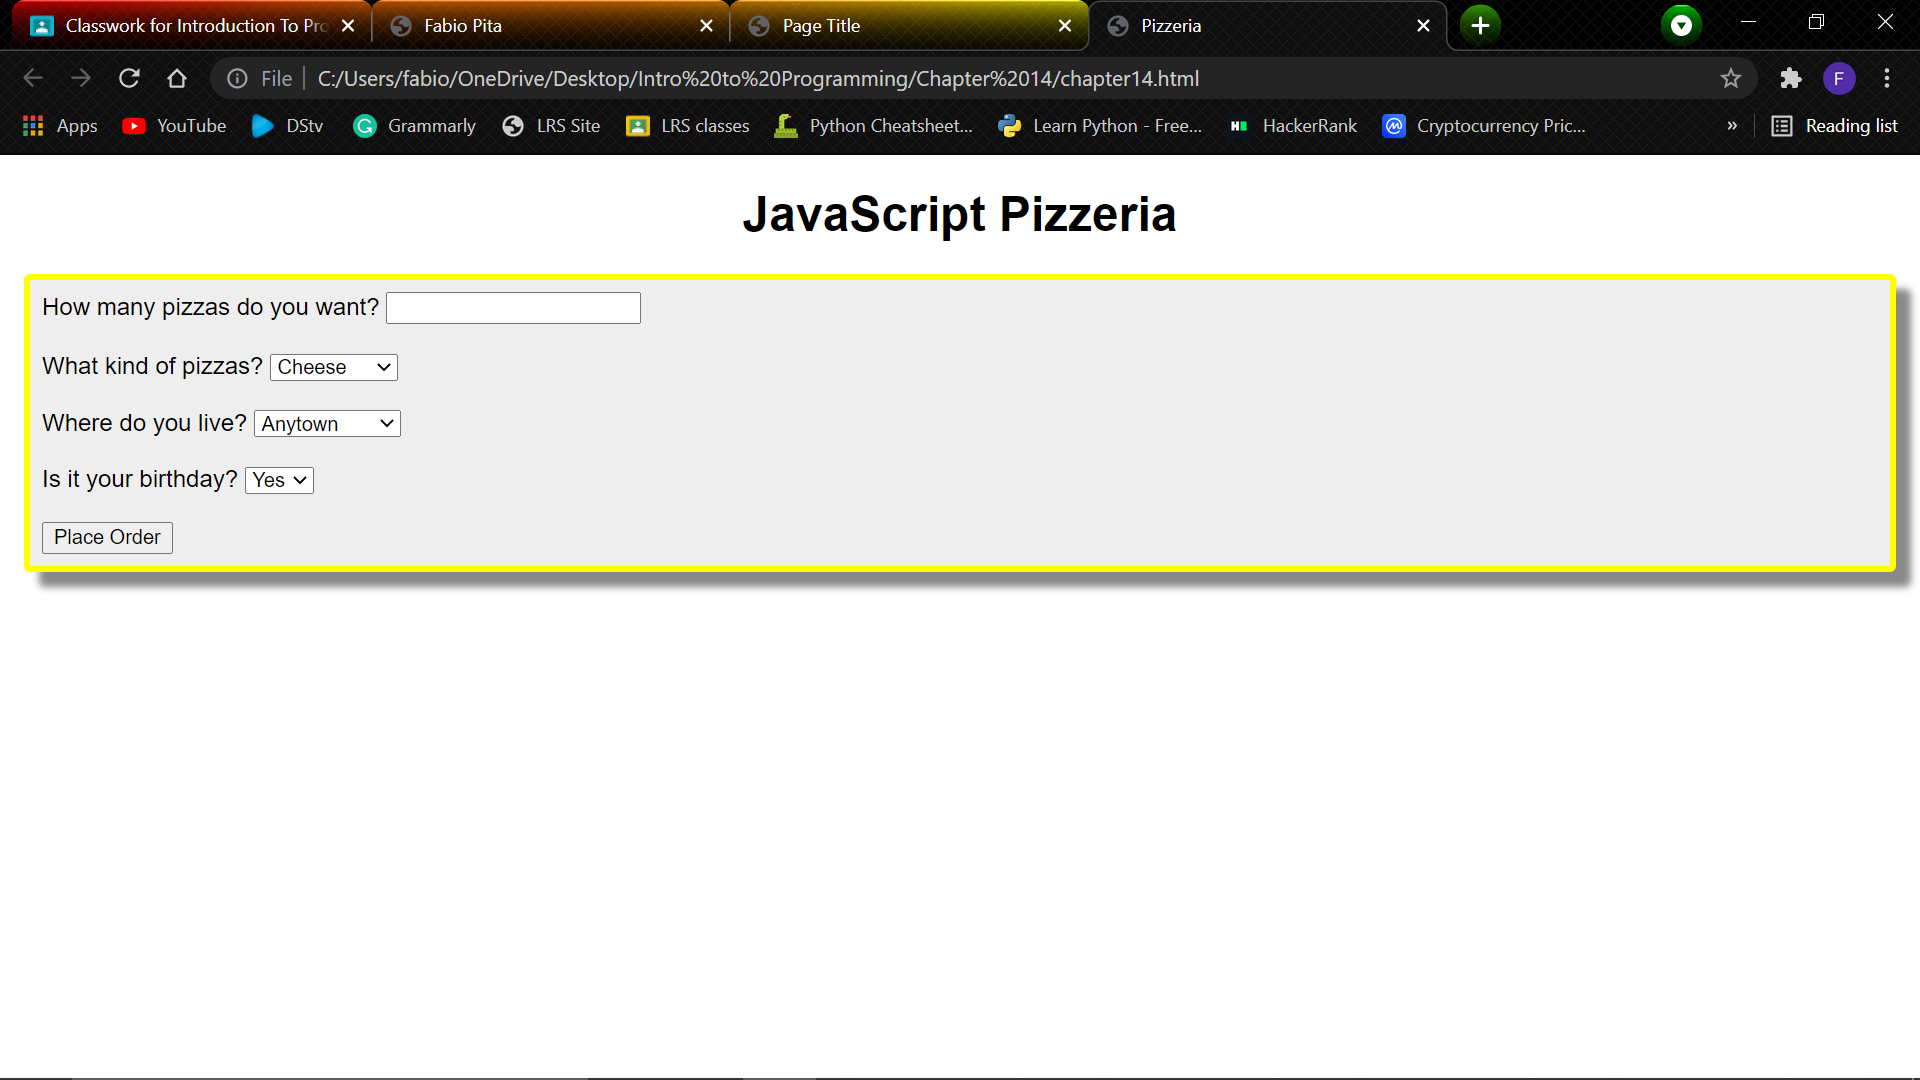 Classwork for Introduction To Pro
Fabio Pita
Page Title
Pizzeria
File
C:/Users/fabio/OneDrive/Desktop/Intro%20to%20Programming/Chapter%2014/chapter14.html
F
Apps
YouTube
DStv
Grammarly
LRS Site
LRS classes
Python Cheatsheet...
Learn Python - Free...
HackerRank
Cryptocurrency Pric...
»
Reading list
JavaScript Pizzeria
How many pizzas do you want?
What kind of pizzas? Cheese
Where do you live? Anytown
Is it your birthday? Yes
Place Order